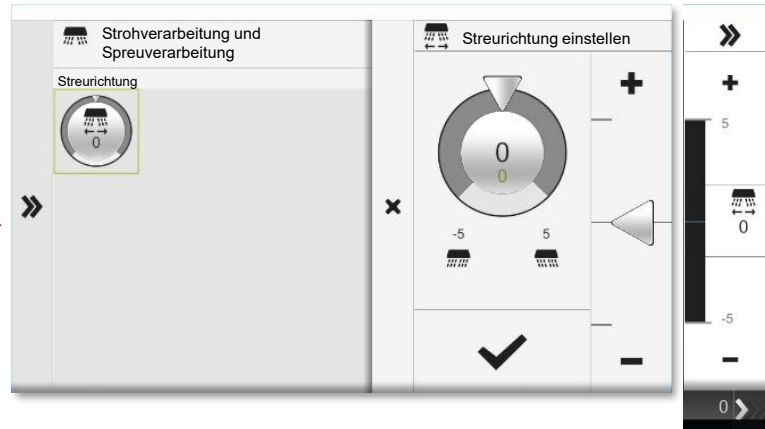 Strohverarbeitung und
Spreuverarbeitung
Streurichtung
0
Streurichtung einstellen
0
0
-5 5
5
0
-5
0